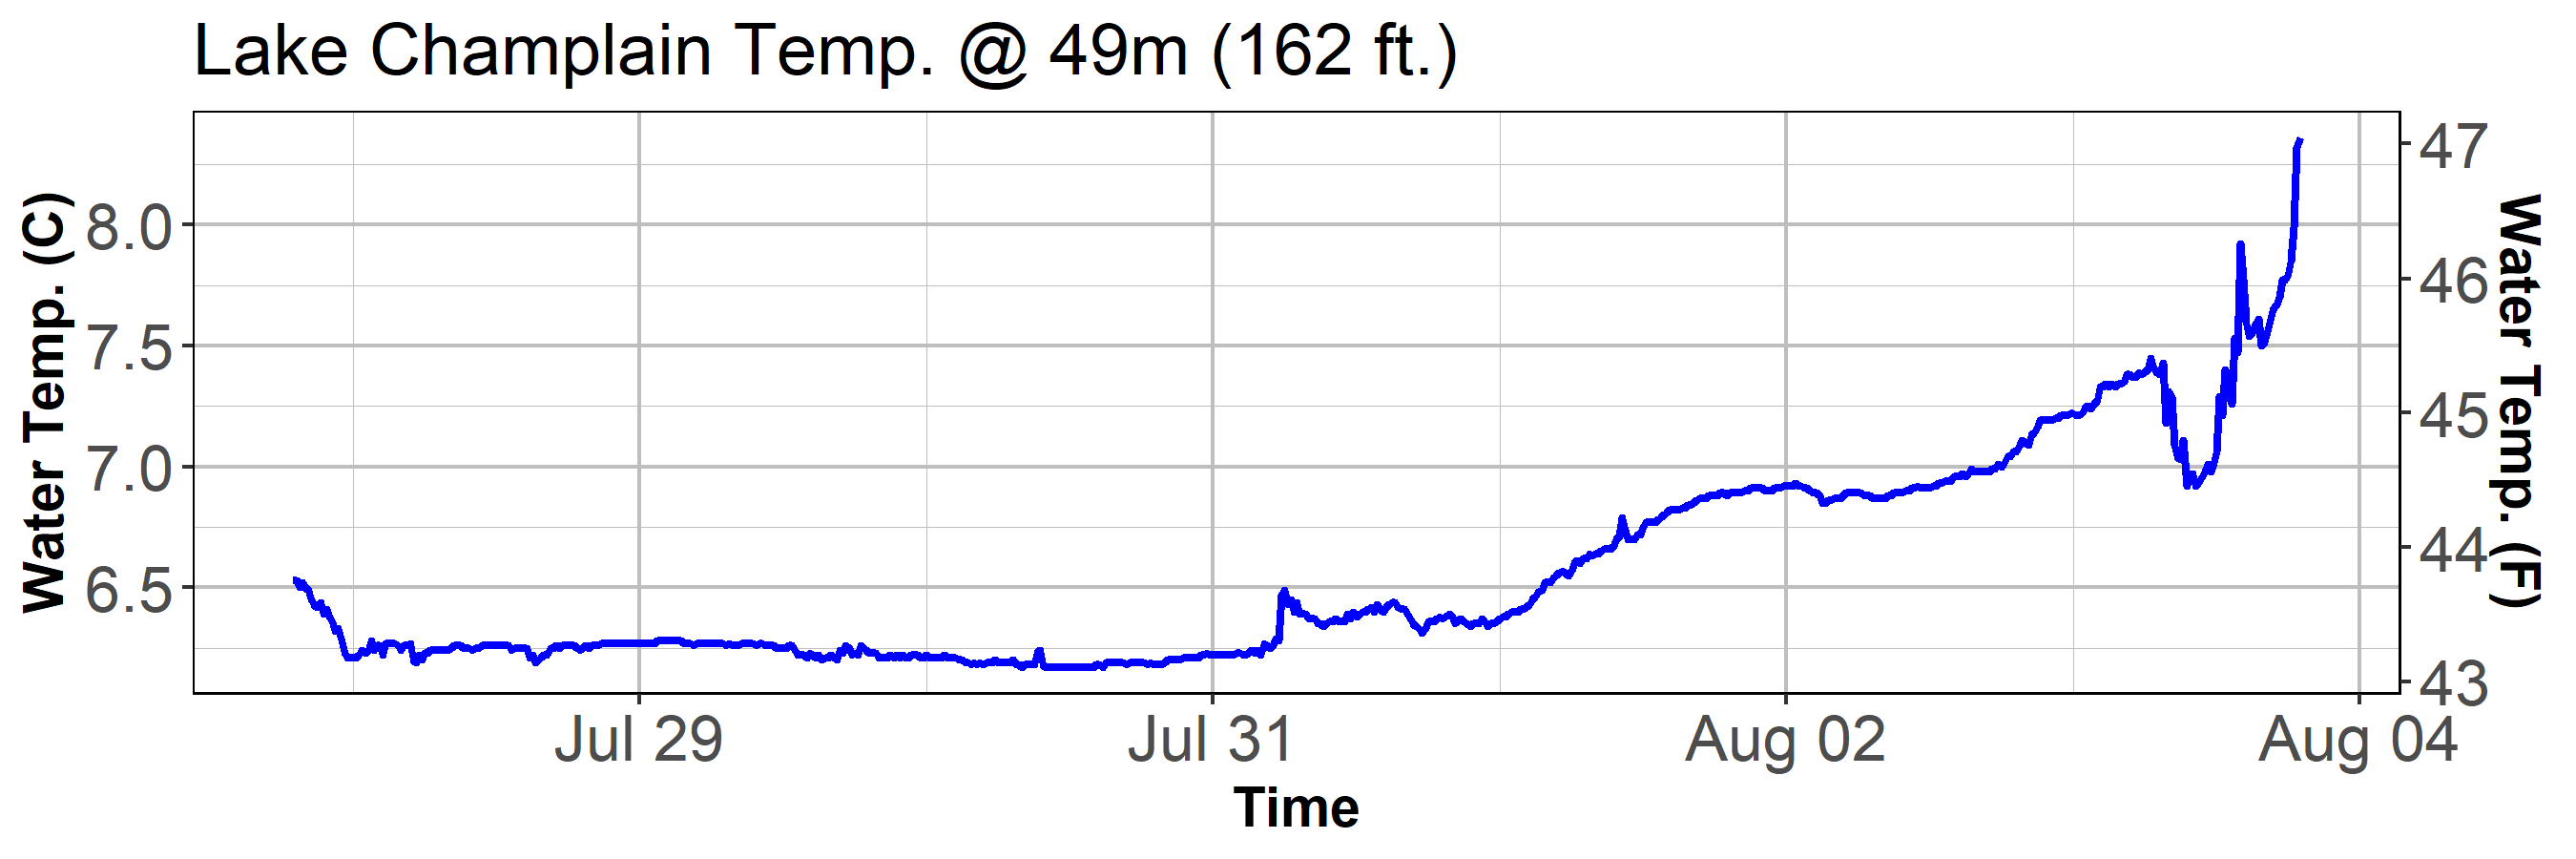 Lake Champlain Temp. @ 49m (162 ft.)
Water Temp. (C)
8.0
7.5
7.0
6.5
47
46
45
44
43
Water Temp. (F)
Jul 29 Jul 31 Aug 02 Aug 04
Time